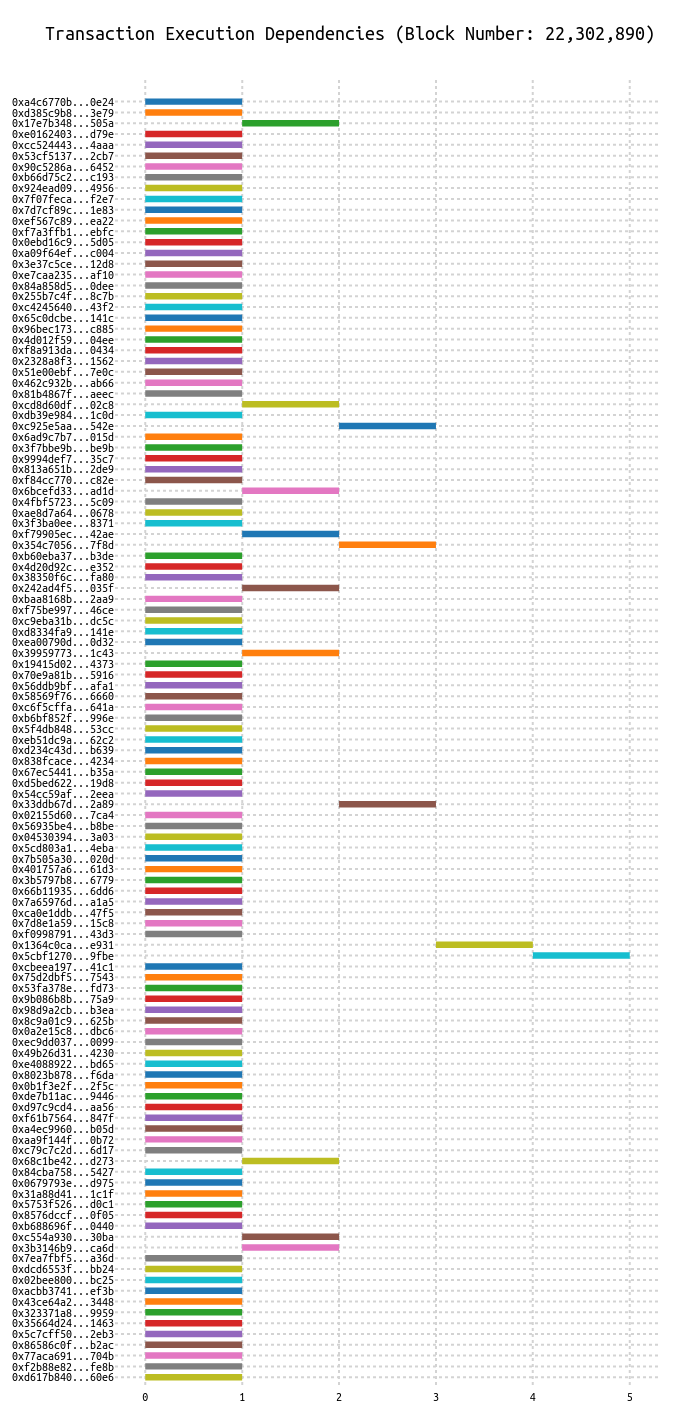 Transaction Execution Dependencies (Block Number: 22,302,890)
0xa4c6770b...0e24
0xd385c9b8...3e79
0x17e7b348...505a
0xe0162403...d79e
0xcc524443...4aaa
0x53cf5137...2cb7
0x90c5286a...6452
0xb66d75c2...c193
0x924ead09...4956
0x7f07feca...f2e7
0x7d7cf89c...1e83
0xef567c89...ea22
0xf7a3ffb1...ebfc
0x0ebd16c9...5d05
0xa09f64ef...c004
0x3e37c5ce...12d8
0xe7caa235...af10
0x84a858d5...0dee
0x255b7c4f...8c7b
0xc4245640...43f2
0x65c0dcbe...141c
0x96bec173...c885
0x4d012f59...04ee
0xf8a913da...0434
0x2328a8f3...1562
0x51e00ebf...7e0c
0x462c932b...ab66
0x81b4867f...aeec
0xcd8d60df...02c8
0xdb39e984...1c0d
0xc925e5aa...542e
0x6ad9c7b7...015d
0x3f7bbe9b...be9b
0x9994def7...35c7
0x813a651b...2de9
0xf84cc770...c82e
0x6bcefd33...ad1d
0x4fbf5723...5c09
0xae8d7a64...0678
0x3f3ba0ee...8371
0xf79905ec...42ae
0x354c7056...7f8d
0xb60eba37...b3de
0x4d20d92c...e352
0x38350f6c...fa80
0x242ad4f5...035f
0xbaa8168b...2aa9
0xf75be997...46ce
0xc9eba31b...dc5c
0xd8334fa9...141e
0xea00790d...0d32
0x39959773...1c43
0x19415d02...4373
0x70e9a81b...5916
0x56ddb9bf...afa1
0x58569f76...6660
0xc6f5cffa...641a
0xb6bf852f...996e
0x5f4db848...53cc
0xeb51dc9a...62c2
0xd234c43d...b639
0x838fcace...4234
0x67ec5441...b35a
0xd5bed622...19d8
0x54cc59af...2eea
0x33ddb67d...2a89
0x02155d60...7ca4
0x56935be4...b8be
0x04530394...3a03
0x5cd803a1...4eba
0x7b505a30...020d
0x401757a6...61d3
0x3b5797b8...6779
0x66b11935...6dd6
0x7a65976d...a1a5
0xca0e1ddb...47f5
0x7d8e1a59...15c8
0xf0998791...43d3
0x1364c0ca...e931
0x5cbf1270...9fbe
0xcbeea197...41c1
0x75d2dbf5...7543
0x53fa378e...fd73
0x9b086b8b...75a9
0x98d9a2cb...b3ea
0x8c9a01c9...625b
0x0a2e15c8...dbc6
0xec9dd037...0099
0x49b26d31...4230
0xe4088922...bd65
0x8023b878...f6da
0x0b1f3e2f...2f5c
0xde7b11ac...9446
0xd97c9cd4...aa56
0xf61b7564...847f
0xa4ec9960...b05d
0xaa9f144f...0b72
0xc79c7c2d...6d17
0x68c1be42...d273
0x84cba758...5427
0x0679793e...d975
0x31a88d41...1c1f
0x5753f526...d0c1
0x8576dccf...0f05
0xb688696f...0440
0xc554a930...30ba
0x3b3146b9...ca6d
0x7ea7fbf5...a36d
0xdcd6553f...bb24
0x02bee800...bc25
0xacbb3741...ef3b
0x43ce64a2...3448
0x323371a8...9959
0x35664d24...1463
0x5c7cff50...2eb3
0x86586c0f...b2ac
0x77aca691...704b
0xf2b88e82...fe8b
0xd617b840...60e6
0 1 2 3 4 5